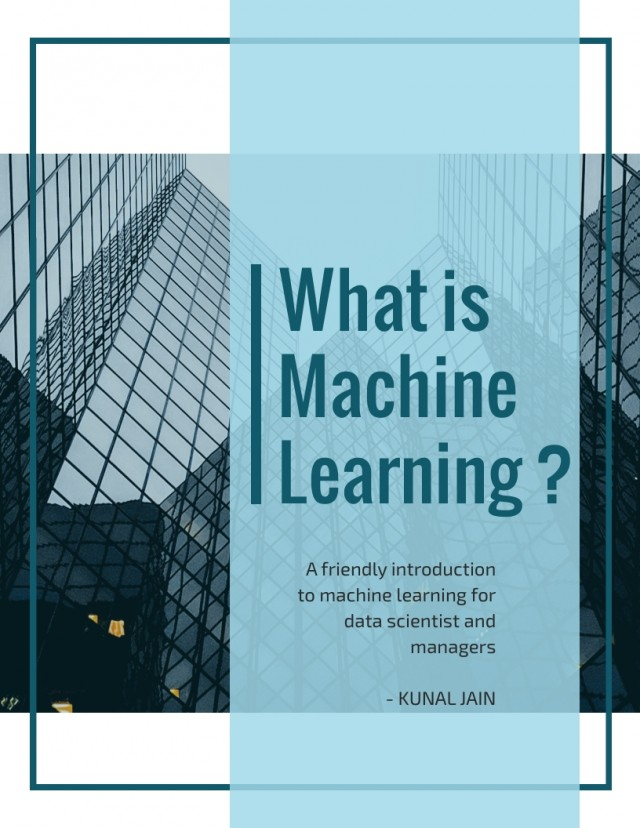 What is
Machine
Learning ?
A friendly introduction
to machine learning for
data scientist and
managers
- KUNAL JAIN